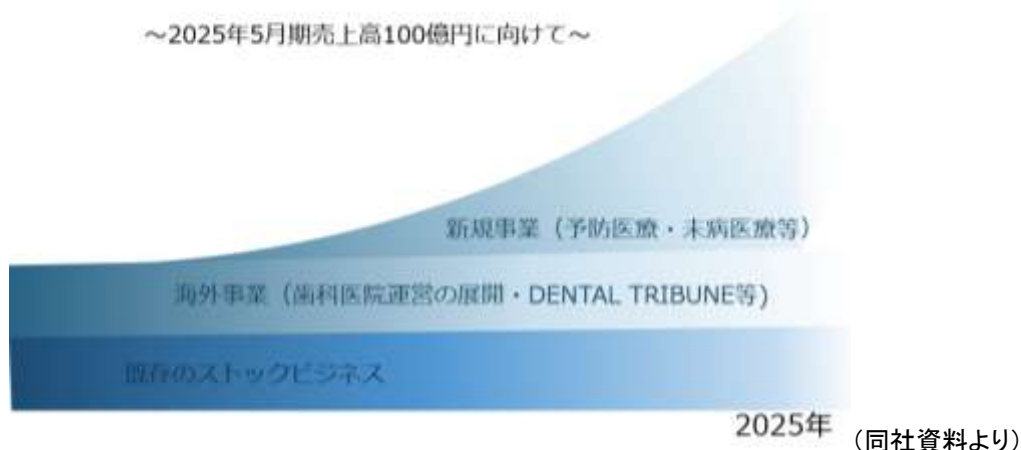 ～2025年5月期売上高100億円に向けて～
新規事業（予防医療・未病医療等）
海外事業（歯科医院運営の展開・DENTAL TRIBUNE等)
既存のストックビジネス
2025年
（同社資料より）